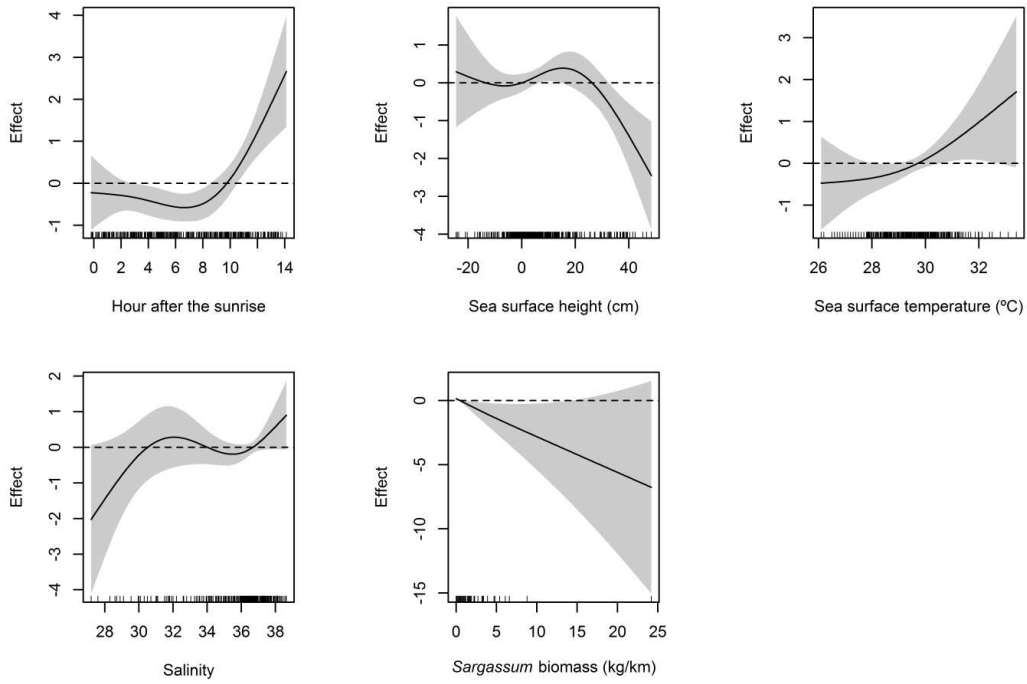 Effect
4
3
2
1
0
-1
0 2 4 6 8 10 12 14
Hour after the sunrise
Effect
1
0
-1
-2
-3
-4
-20 0 20 40
Sea surface height (cm)
Effect
3
2
1
0
-1
26 28 30 32
Sea surface temperature (ºC)
Effect
2
1
0
-1
-2
-3
-4
28 30 32 34 36 38
Salinity
Effect
0
-5
-10
-15
0 5 10 15 20 25
Sargassum biomass (kg/km)